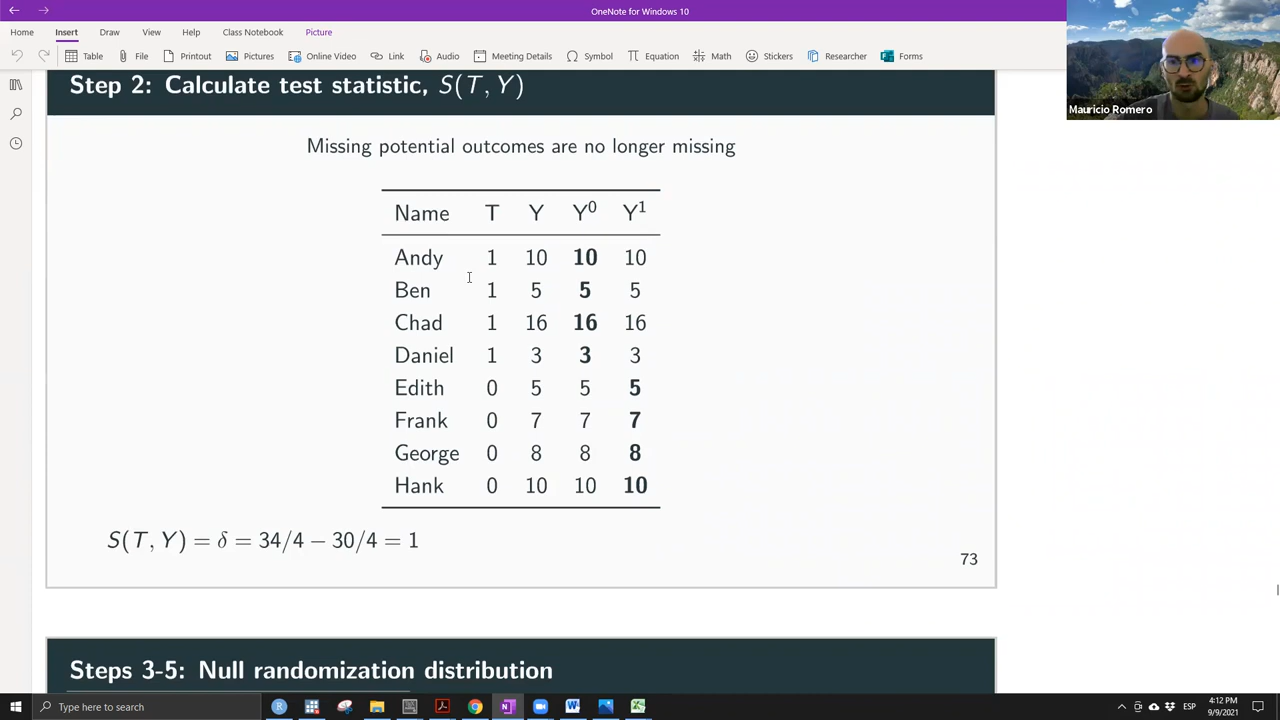 OneNote for Windows 10
Home Insert Draw View Help Class Notebook Picture
Table File Printout Pictures Online Video Link Audio Meeting Details Symbol Equation Math Stickers Researcher Forms
Mauricio Romero
Step 2: Calculate test statistic, S(T, Y)
Missing potential outcomes are no longer missing
Name T Y Y⁰ Y¹
Andy 1 10 10 10
Ben 1 5 5 5
Chad 1 16 16 16
Daniel 1 3 3 3
Edith 0 5 5 5
Frank 0 7 7 7
George 0 8 8 8
Hank 0 10 10 10
S(T, Y) = δ = 34/4 − 30/4 = 1
73
Steps 3-5: Null randomization distribution
Type here to search
ESP
4:12 PM
9/9/2021